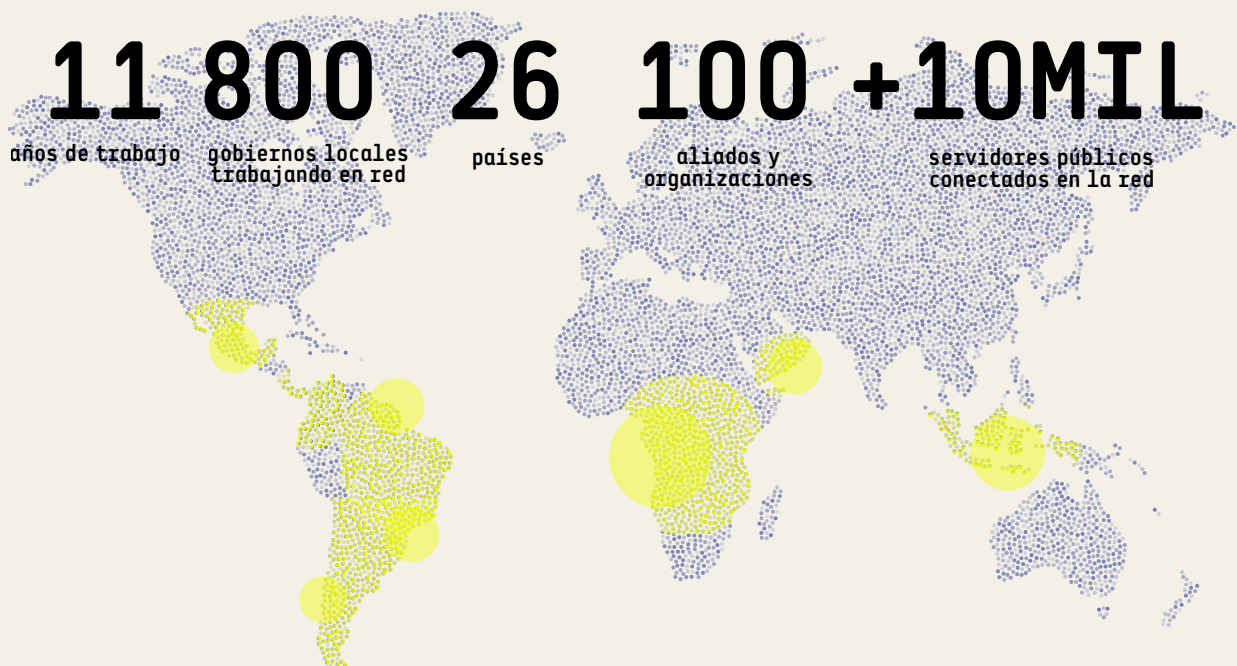 11 800 26 100 +10MIL
años de trabajo
gobiernos locales
trabajando en red
países
aliados y
organizaciones
servidores públicos
conectados en la red